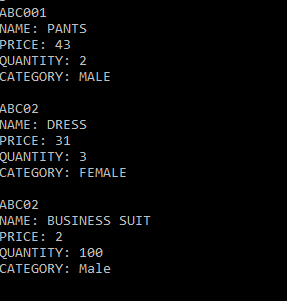 ABC001
NAME: PANTS
PRICE: 43
QUANTITY: 2
CATEGORY: MALE
ABC02
NAME: DRESS
PRICE: 31
QUANTITY: 3
CATEGORY: FEMALE
ABC02
NAME: BUSINESS SUIT
PRICE: 2
QUANTITY: 100
CATEGORY: Male